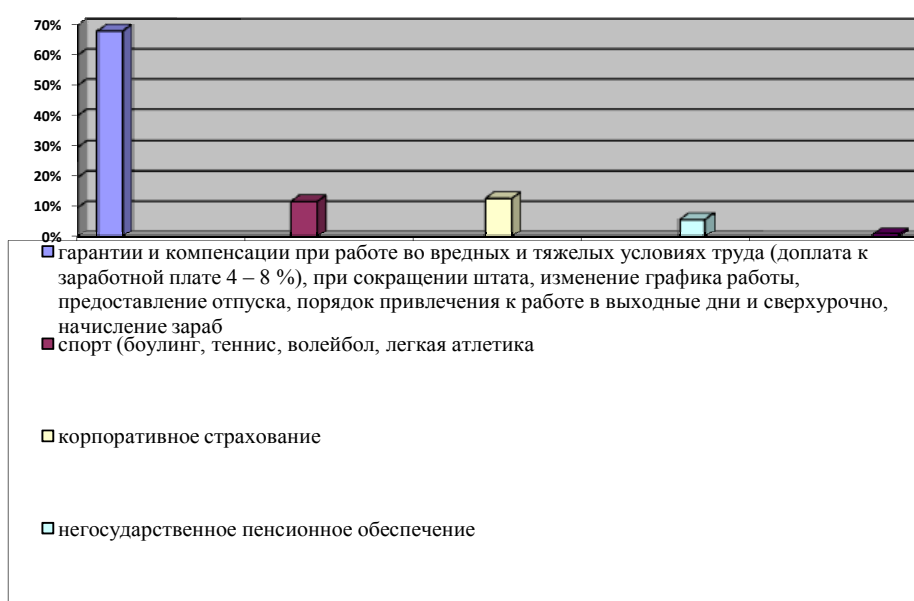 70%
60%
50%
40%
30%
20%
10%
0%
гарантии и компенсации при работе во вредных и тяжелых условиях труда (доплата к
заработной плате 4 – 8 %), при сокращении штата, изменение графика работы,
предоставление отпуска, порядок привлечения к работе в выходные дни и сверхурочно,
начисление зараб
спорт (боулинг, теннис, волейбол, легкая атлетика
корпоративное страхование
негосударственное пенсионное обеспечение